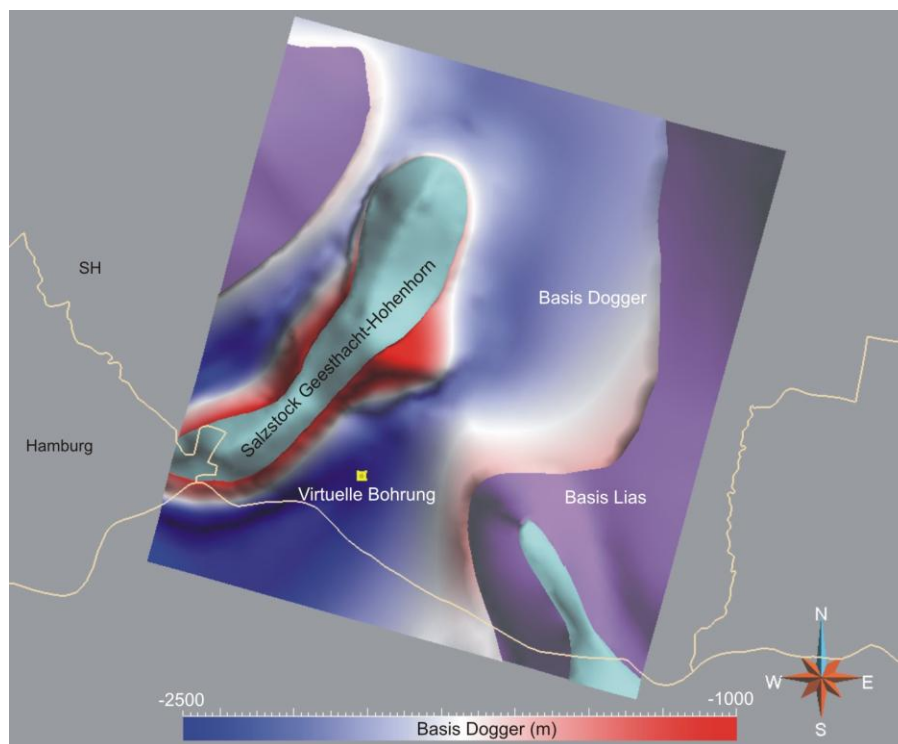 SH
Salzstock Geesthacht-Hohenhorn
Basis Dogger
Hamburg
Virtuelle Bohrung
Basis Lias
N
W E
S
-2500 -1000
Basis Dogger (m)